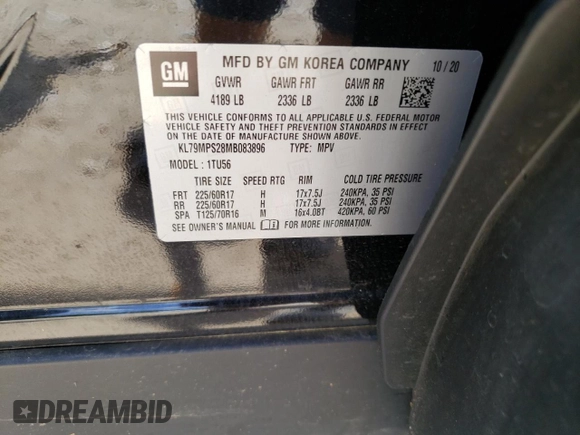 GM
MFD BY GM KOREA COMPANY 10/20
GVWR GAWR FRT GAWR RR
4189 LB 2336 LB 2336 LB
THIS VEHICLE CONFORMS TO ALL APPLICABLE U.S. FEDERAL MOTOR
VEHICLE SAFETY, BUMPER, AND THEFT PREVENTION STANDARDS IN EFFECT ON THE
DATE OF MANUFACTURE SHOWN ABOVE.
KL79MPS28MB083896 TYPE: MPV
MODEL: 1TU56
TIRE SIZE SPEED RTG RIM COLD TIRE PRESSURE
FRT 225/60R17 H 17x7.5J 240KPA, 35 PSI
RR 225/60R17 H 17x7.5J 240KPA, 35 PSI
SPA T125/70R16 M 16x4.0BT 420KPA, 60 PSI
SEE OWNER'S MANUAL FOR MORE INFORMATION.
DREAMBID